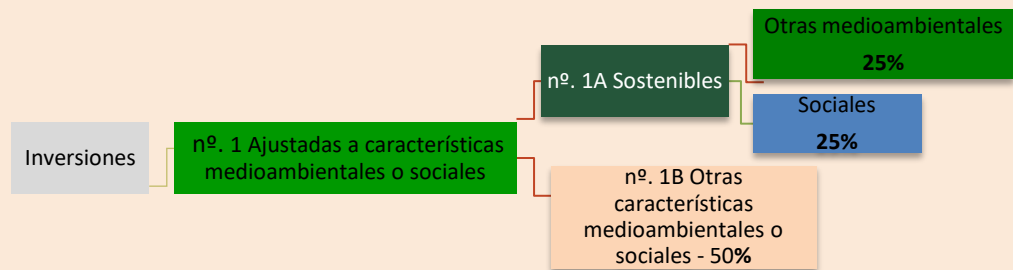 Otras medioambientales
25%
nº. 1A Sostenibles
Sociales
25%
nº. 1 Ajustadas a características
medioambientales o sociales
Inversiones
nº. 1B Otras
características
medioambientales o
sociales - 50%